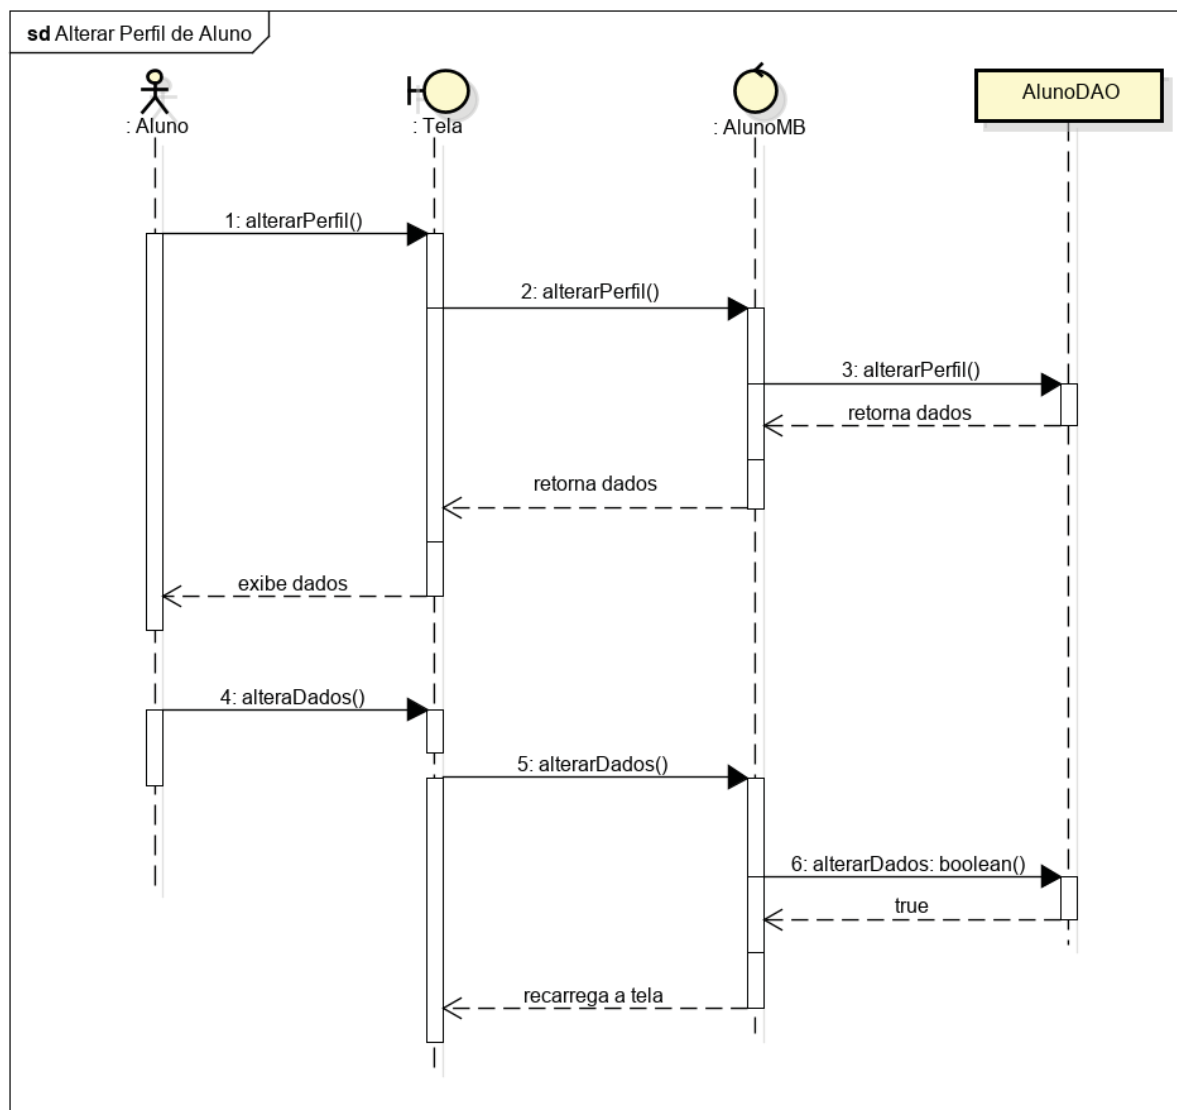 sd Alterar Perfil de Aluno
: Aluno
: Tela
: AlunoMB
AlunoDAO
1: alterarPerfil()
2: alterarPerfil()
3: alterarPerfil()
retorna dados
retorna dados
exibe dados
4: alteraDados()
5: alterarDados()
6: alterarDados: boolean()
true
recarrega a tela